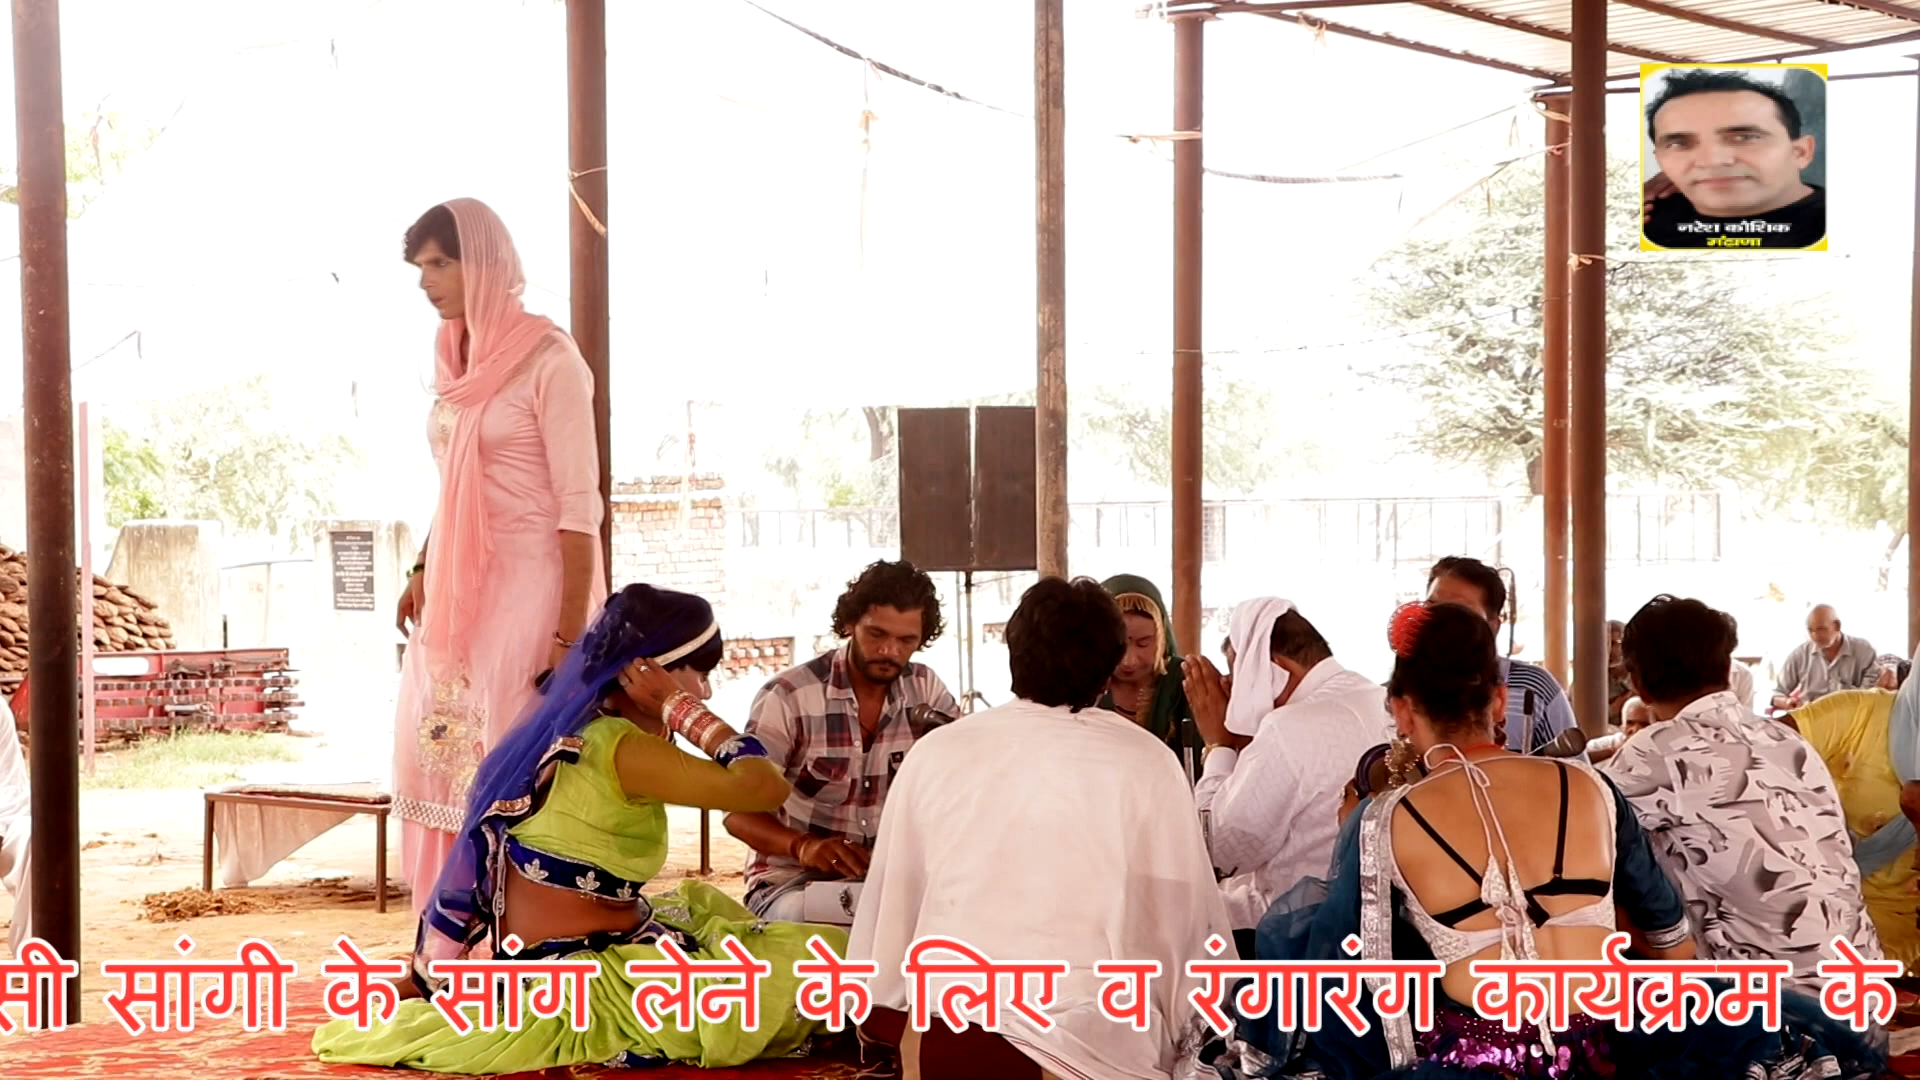 नरेश कौशिक
मंढाणा
सी सांगी के सांग लेने के लिए व रंगारंग कार्यक्रम के